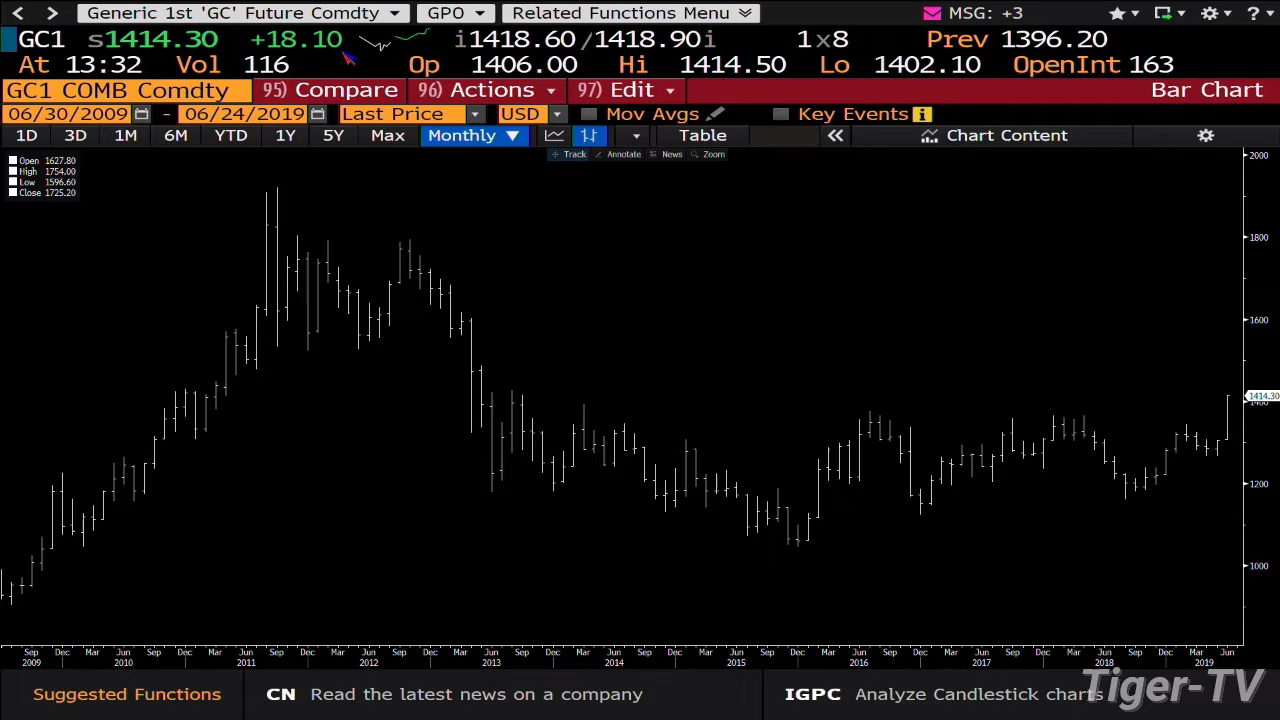 < > Generic 1st 'GC' Future Comdty GPO Related Functions Menu MSG: +3 ?
GC1 s1414.30 +18.10 i1418.60 /1418.90i 1x8 Prev 1396.20
At 13:32 Vol 116 Op 1406.00 Hi 1414.50 Lo 1402.10 OpenInt 163
GC1 COMB Comdty 95) Compare 96) Actions 97) Edit Bar Chart
06/30/2009 - 06/24/2019 Last Price USD Mov Avgs Key Events i
1D 3D 1M 6M YTD 1Y 5Y Max Monthly Table Chart Content
Track Annotate News Zoom
Open 1627.80
High 1754.00
Low 1596.60
Close 1725.20
2000
1800
1600
1414.30
1400
1200
1000
Sep Dec Mar Jun Sep Dec Mar Jun Sep Dec Mar Jun Sep Dec Mar Jun Sep Dec Mar Jun Sep Dec Mar Jun Sep Dec Mar Jun Sep Dec Mar Jun Sep Dec Mar Jun Sep Dec Mar Jun
2009 2010 2011 2012 2013 2014 2015 2016 2017 2018 2019
Suggested Functions CN Read the latest news on a company IGPC Analyze Candlestick charts
Tiger-TV